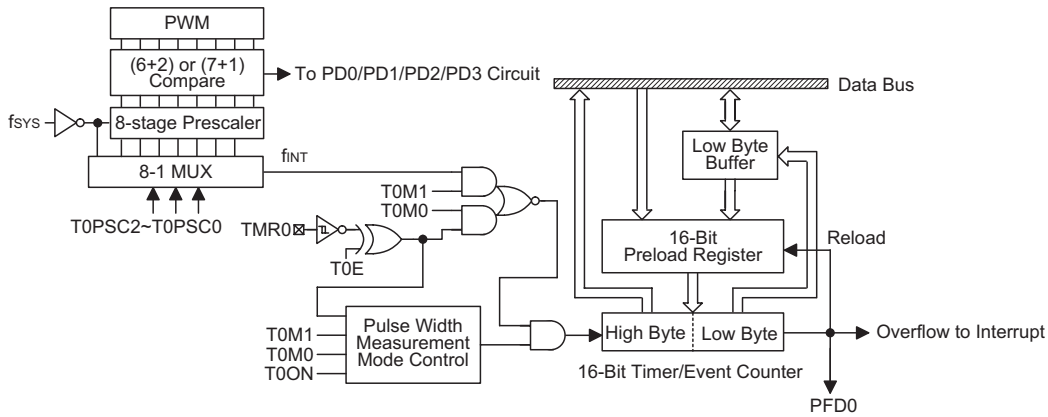 PWM
(6+2) or (7+1)
Compare
To PD0/PD1/PD2/PD3 Circuit
Data Bus
fSYS
8-stage Prescaler
Low Byte
Buffer
8-1 MUX
fINT
T0M1
T0M0
T0PSC2~T0PSC0
TMR0
T0E
16-Bit
Preload Register
Reload
T0M1
T0M0
T0ON
Pulse Width
Measurement
Mode Control
High Byte
Low Byte
Overflow to Interrupt
16-Bit Timer/Event Counter
PFD0